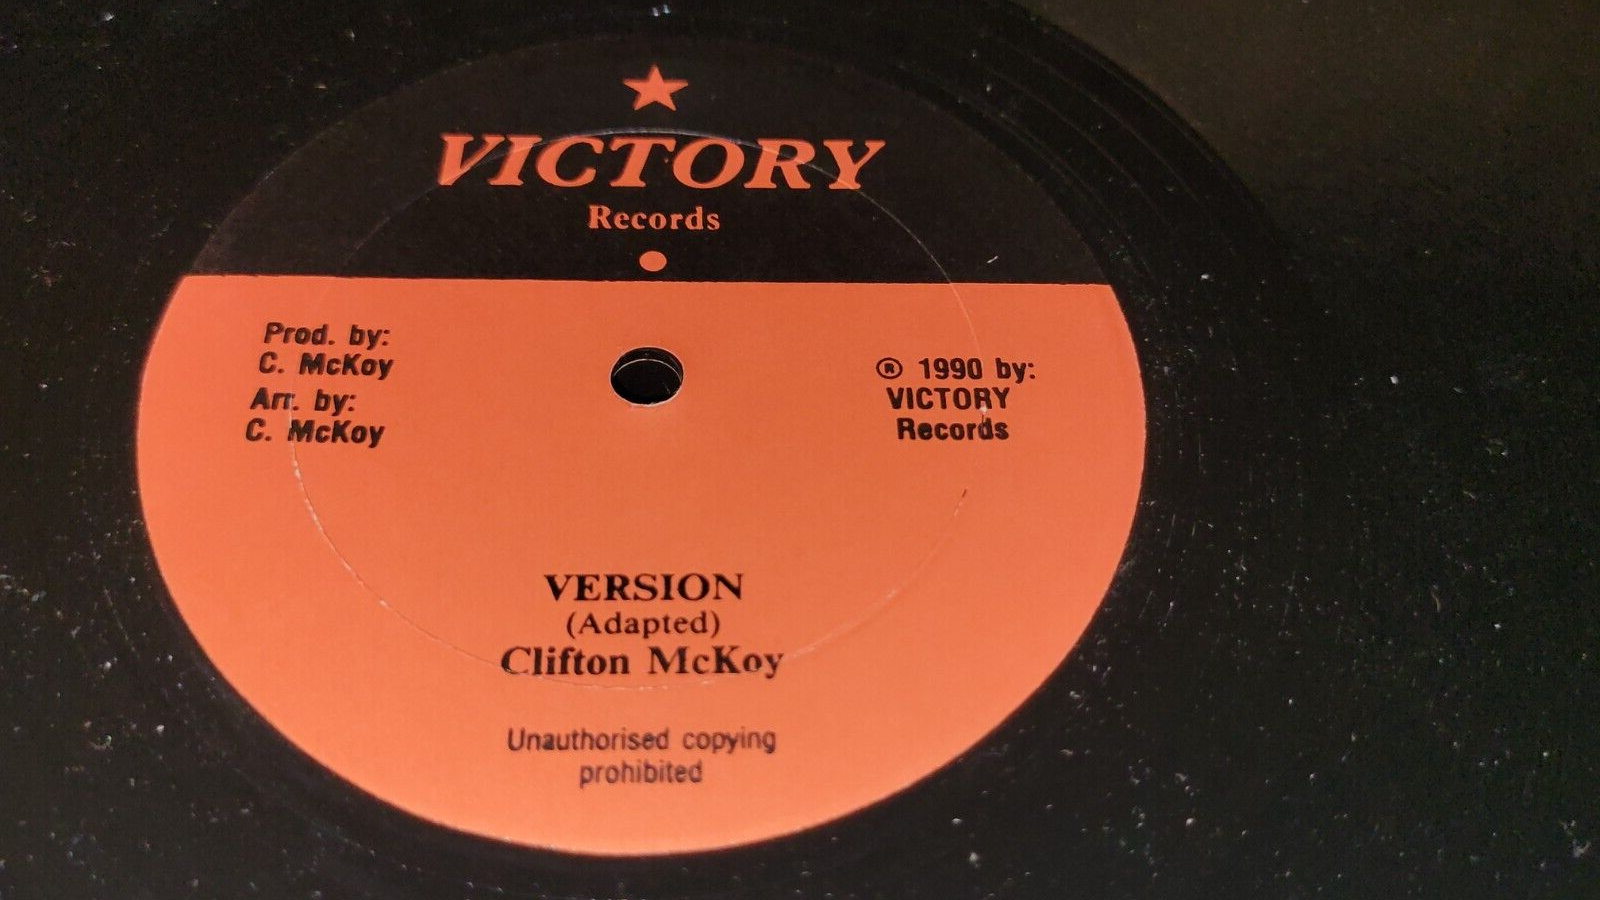 VICTORY
Records
Prod. by:
C. McKoy
Arr. by:
C. McKoy
® 1990 by:
VICTORY
Records
VERSION
(Adapted)
Clifton McKoy
Unauthorised copying
prohibited